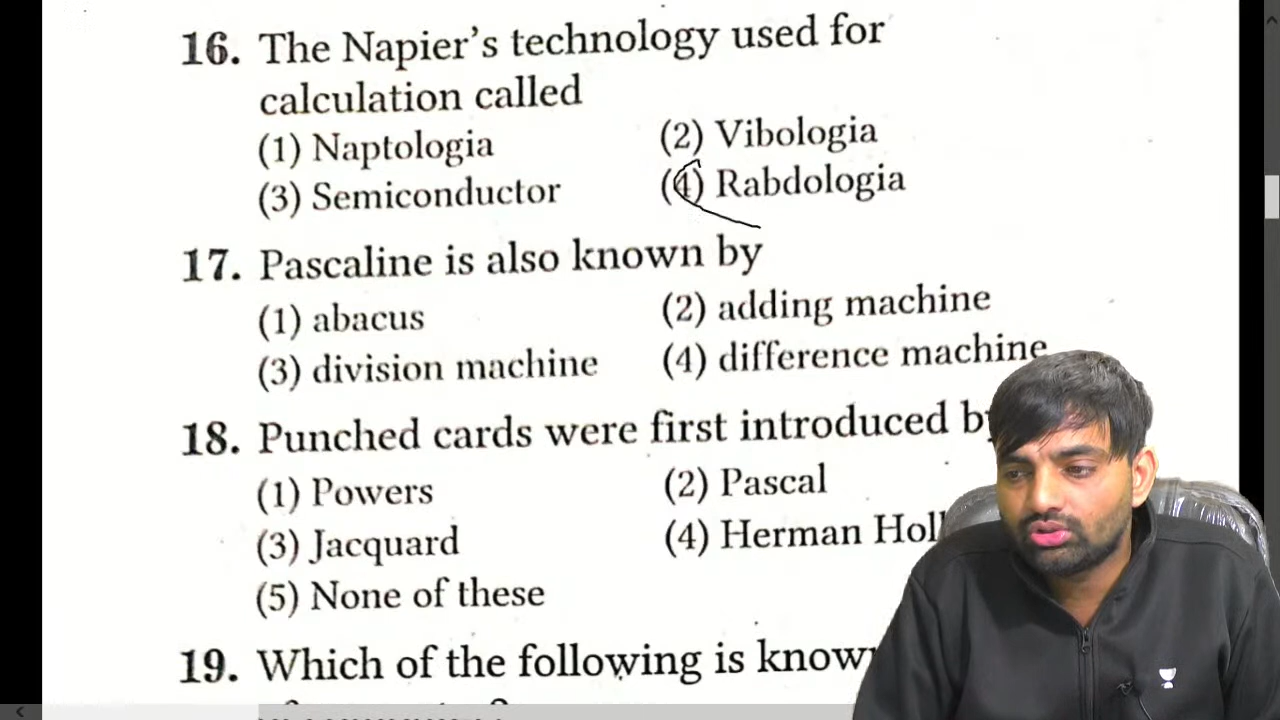 16. The Napier's technology used for
calculation called
(1) Naptologia (2) Vibologia
(3) Semiconductor (4) Rabdologia
17. Pascaline is also known by
(1) abacus (2) adding machine
(3) division machine (4) difference machine
18. Punched cards were first introduced by
(1) Powers (2) Pascal
(3) Jacquard (4) Herman
(5) None of these
19. Which of the following is